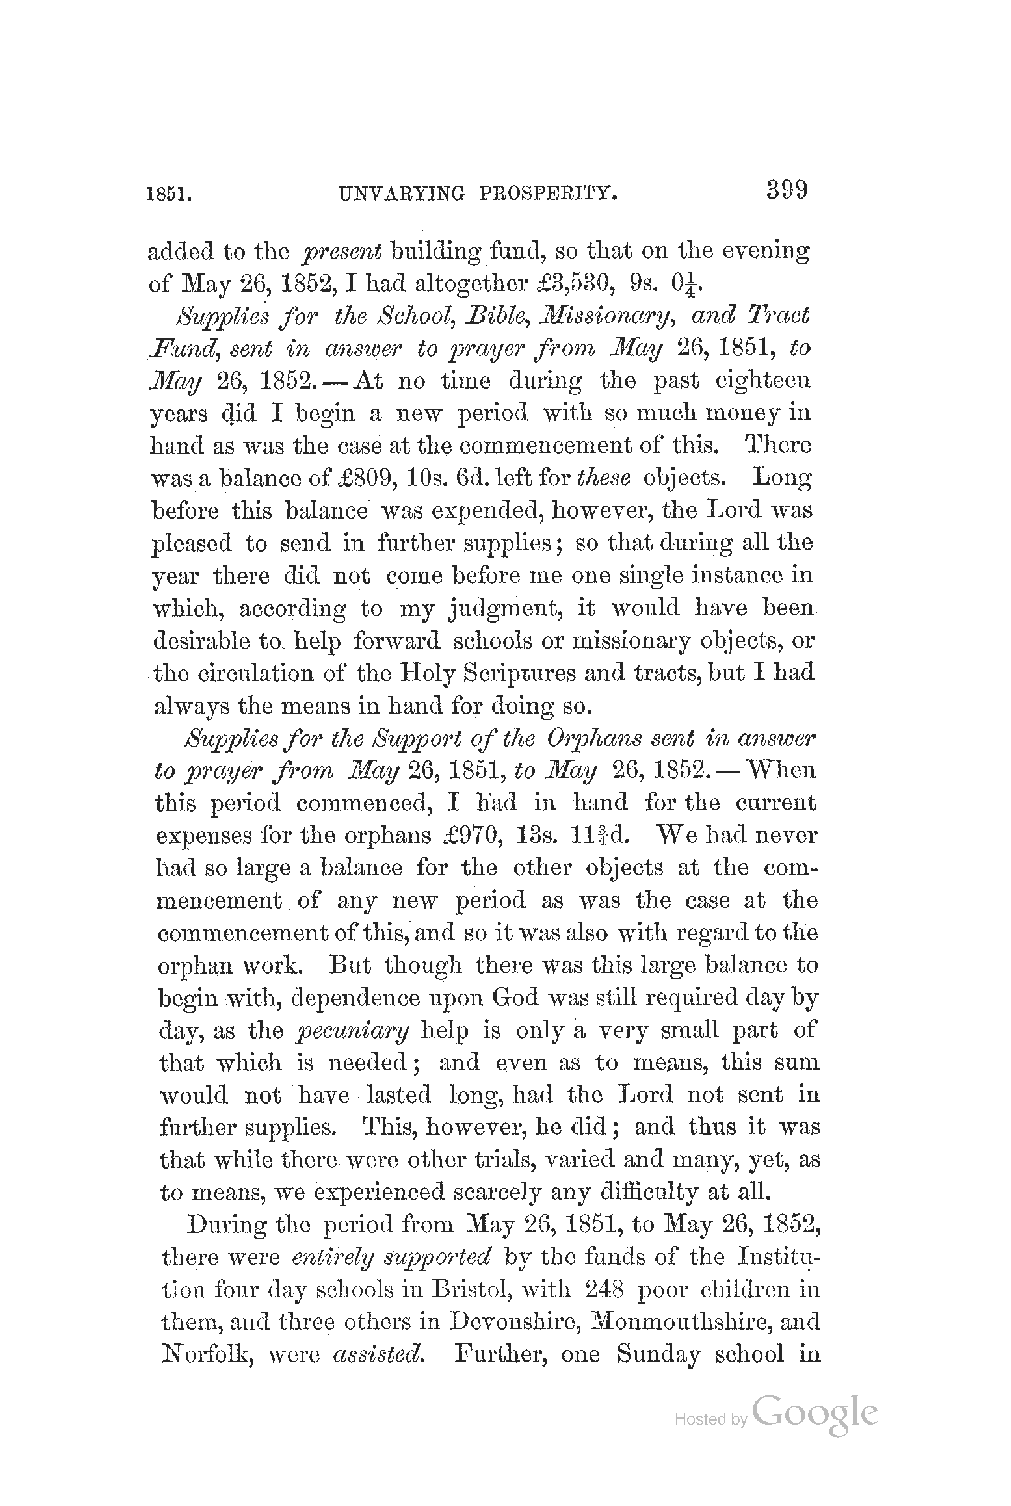 1851. UNVARYING PROSPERITY. 399
added to the present building fund, so that on the evening
of May 26, 1852, I had altogether £3,530, 9s. 0¼.
Supplies for the School, Bible, Missionary, and Tract
Fund, sent in answer to prayer from May 26, 1851, to
May 26, 1852.—At no time during the past eighteen
years did I begin a new period with so much money in
hand as was the case at the commencement of this. There
was a balance of £809, 10s. 6d. left for these objects. Long
before this balance was expended, however, the Lord was
pleased to send in further supplies; so that during all the
year there did not come before me one single instance in
which, according to my judgment, it would have been
desirable to help forward schools or missionary objects, or
the circulation of the Holy Scriptures and tracts, but I had
always the means in hand for doing so.
Supplies for the Support of the Orphans sent in answer
to prayer from May 26, 1851, to May 26, 1852.—When
this period commenced, I had in hand for the current
expenses for the orphans £970, 13s. 11¾d. We had never
had so large a balance for the other objects at the com-
mencement of any new period as was the case at the
commencement of this, and so it was also with regard to the
orphan work. But though there was this large balance to
begin with, dependence upon God was still required day by
day, as the pecuniary help is only a very small part of
that which is needed; and even as to means, this sum
would not have lasted long, had the Lord not sent in
further supplies. This, however, he did; and thus it was
that while there were other trials, varied and many, yet, as
to means, we experienced scarcely any difficulty at all.
During the period from May 26, 1851, to May 26, 1852,
there were entirely supported by the funds of the Institu-
tion four day schools in Bristol, with 248 poor children in
them, and three others in Devonshire, Monmouthshire, and
Norfolk, were assisted. Further, one Sunday school in
Hosted by Google